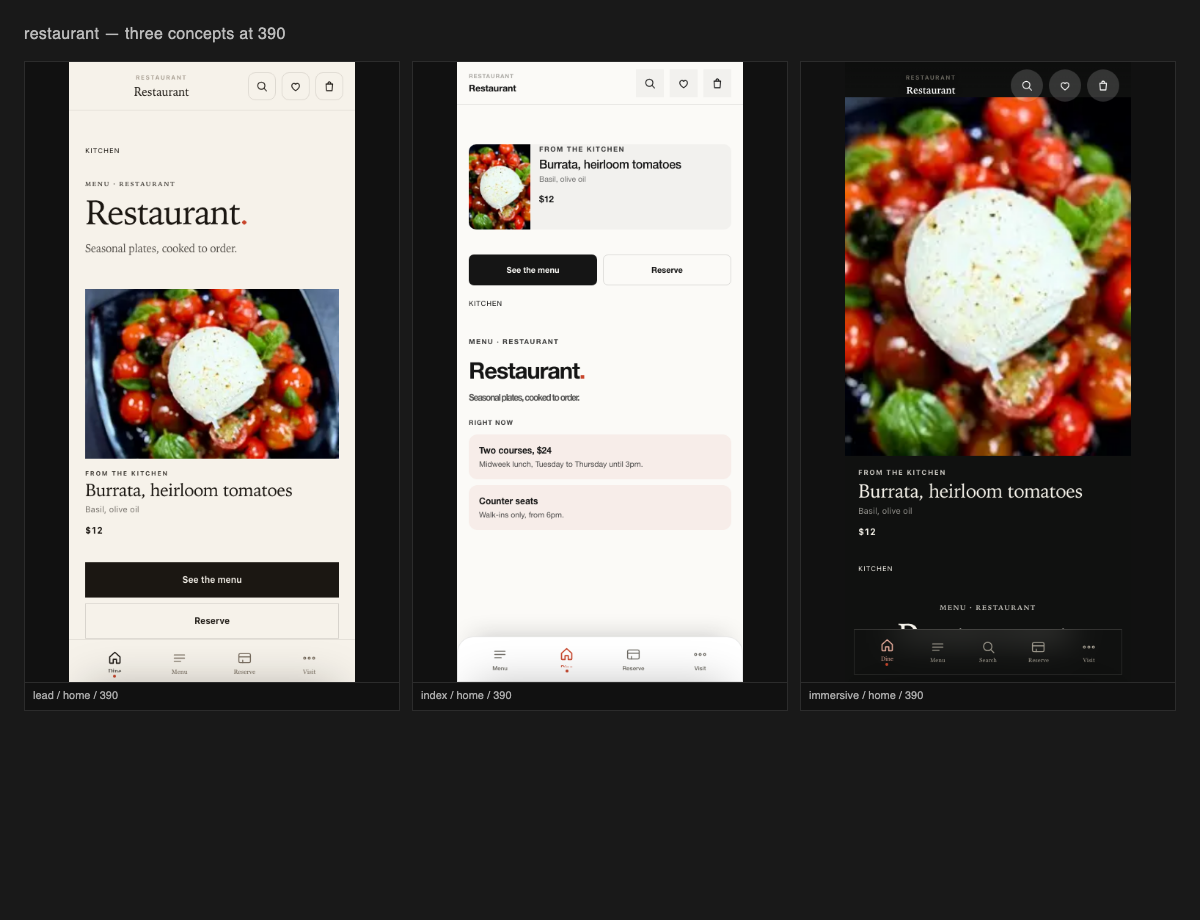 restaurant — three concepts at 390
RESTAURANT
Restaurant
KITCHEN
MENU · RESTAURANT
Restaurant.
Seasonal plates, cooked to order.
FROM THE KITCHEN
Burrata, heirloom tomatoes
Basil, olive oil
$12
See the menu
Reserve
Dine
Menu
Reserve
Visit
lead / home / 390
RESTAURANT
Restaurant
FROM THE KITCHEN
Burrata, heirloom tomatoes
Basil, olive oil
$12
See the menu
Reserve
KITCHEN
MENU · RESTAURANT
Restaurant.
Seasonal plates, cooked to order.
RIGHT NOW
Two courses, $24
Midweek lunch, Tuesday to Thursday until 3pm.
Counter seats
Walk-ins only, from 6pm.
Menu
Dine
Reserve
Visit
index / home / 390
RESTAURANT
Restaurant
FROM THE KITCHEN
Burrata, heirloom tomatoes
Basil, olive oil
$12
KITCHEN
MENU · RESTAURANT
Dine
Menu
Search
Reserve
Visit
immersive / home / 390